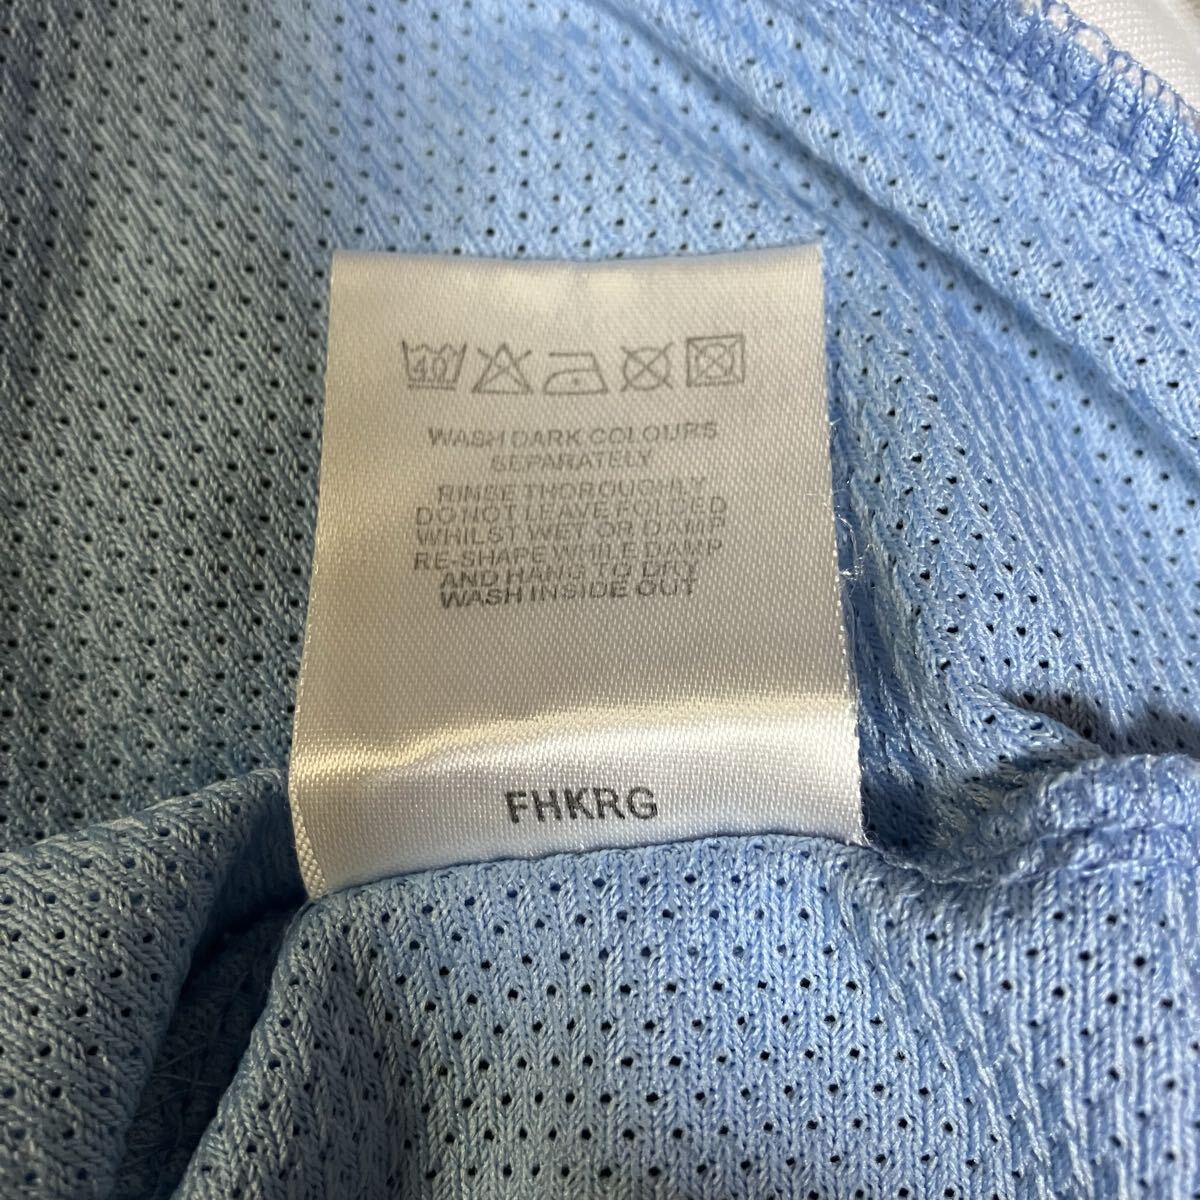 40
WASH DARK COLOURS
SEPARATELY
RINSE THOROUGHLY
DO NOT LEAVE FOLDED
WHILST WET OR DAMP
RE-SHAPE WHILE DAMP
AND HANG TO DRY
WASH INSIDE OUT
FHKRG